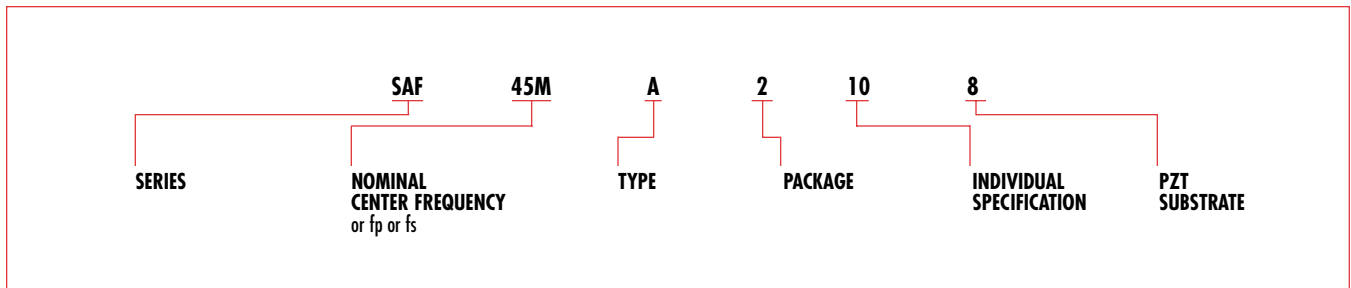 SAF 45M A 2 10 8
SERIES
NOMINAL
CENTER FREQUENCY
or fp or fs
TYPE
PACKAGE
INDIVIDUAL
SPECIFICATION
PZT
SUBSTRATE